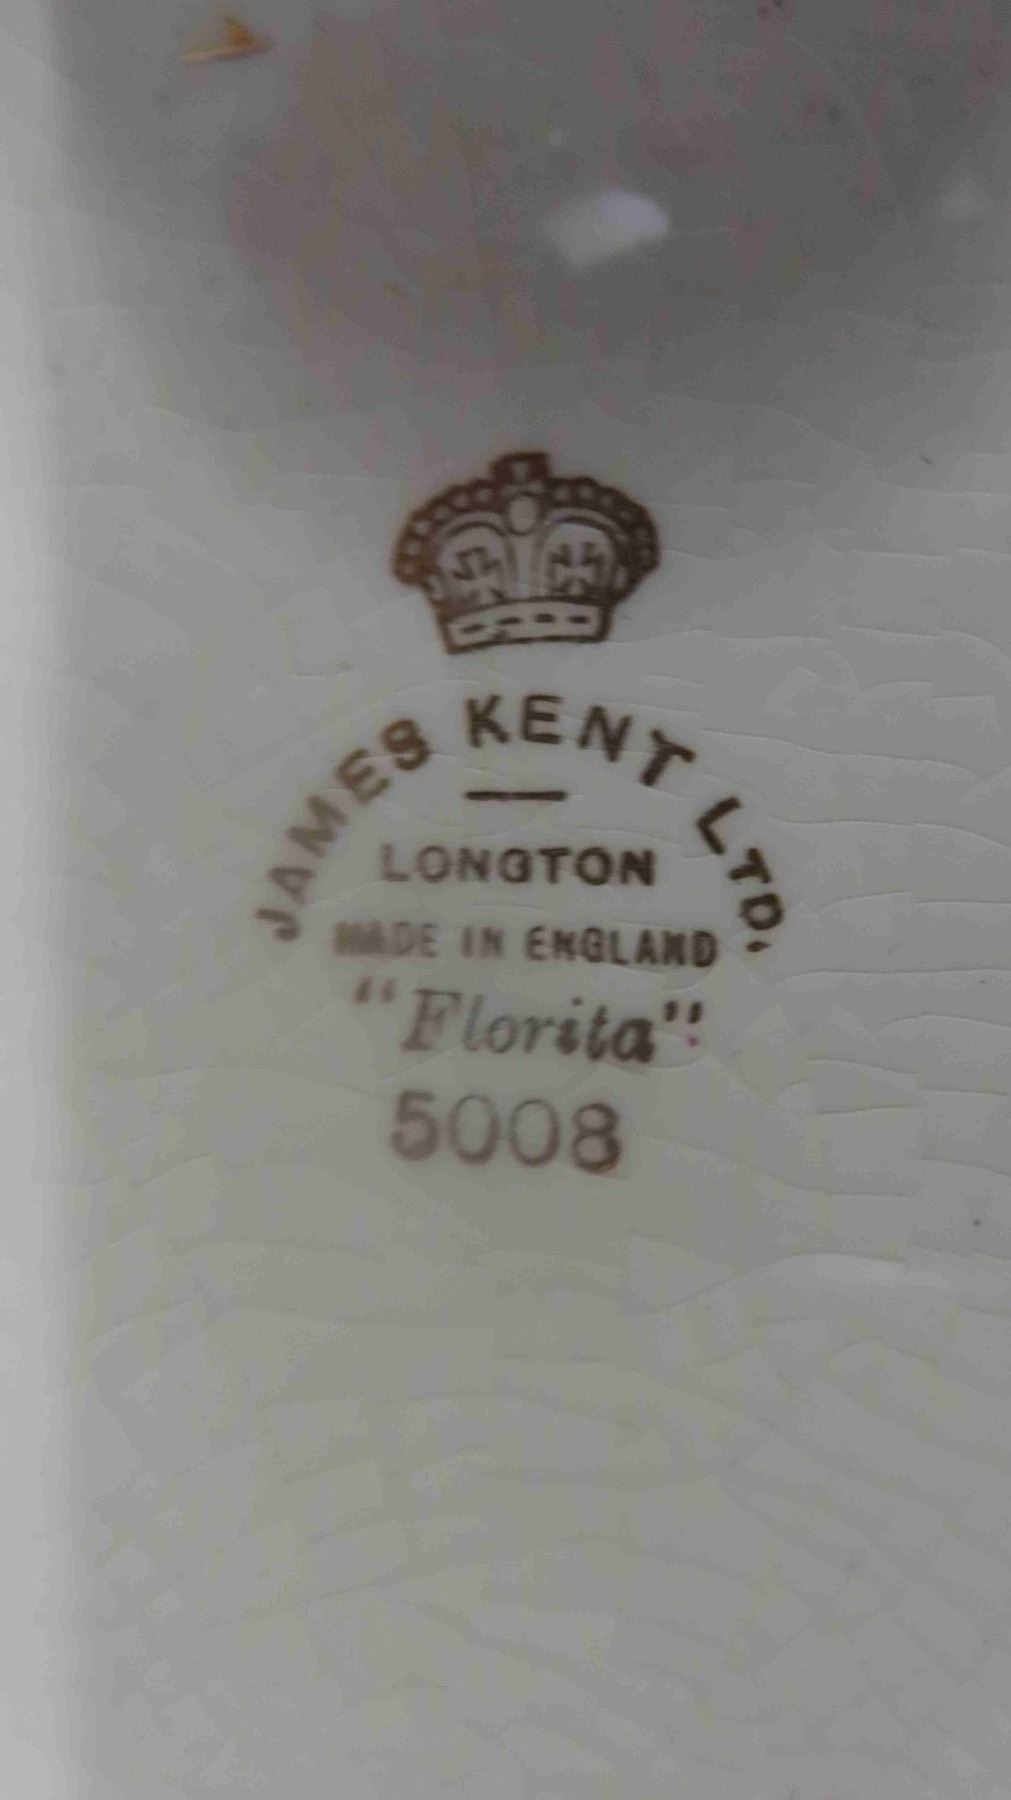 JAMES KENT LTD.
LONGTON
MADE IN ENGLAND
"Florita"
5008